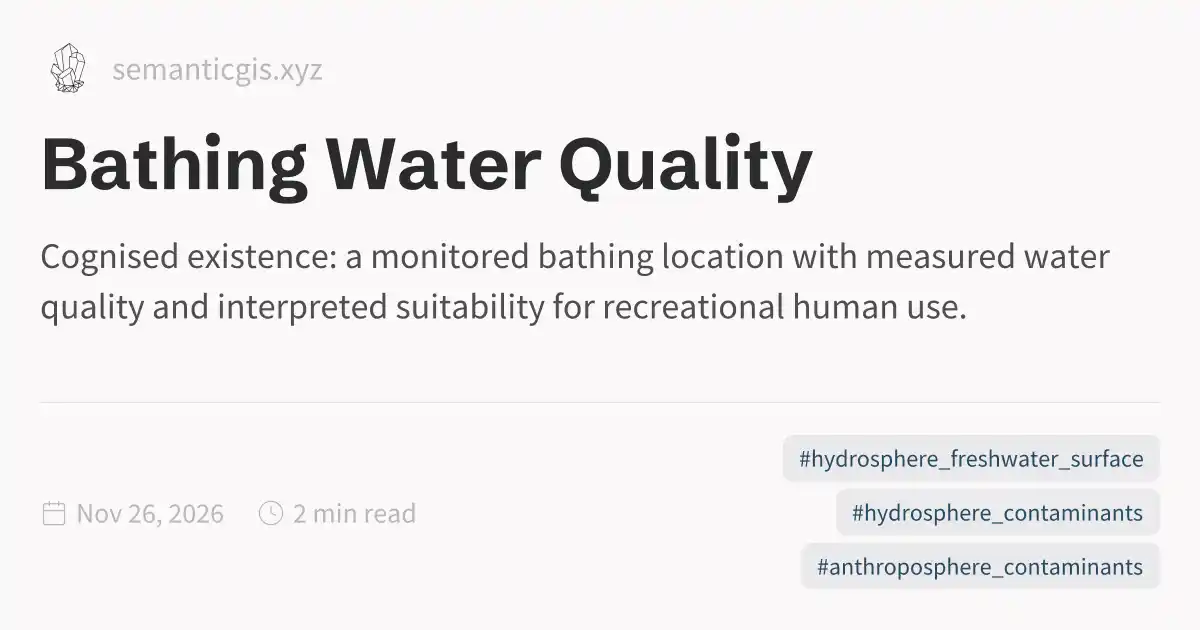 semanticgis.xyz
Bathing Water Quality
Cognised existence: a monitored bathing location with measured water
quality and interpreted suitability for recreational human use.
Nov 26, 2026
2 min read
#hydrosphere_freshwater_surface
#hydrosphere_contaminants
#anthroposphere_contaminants